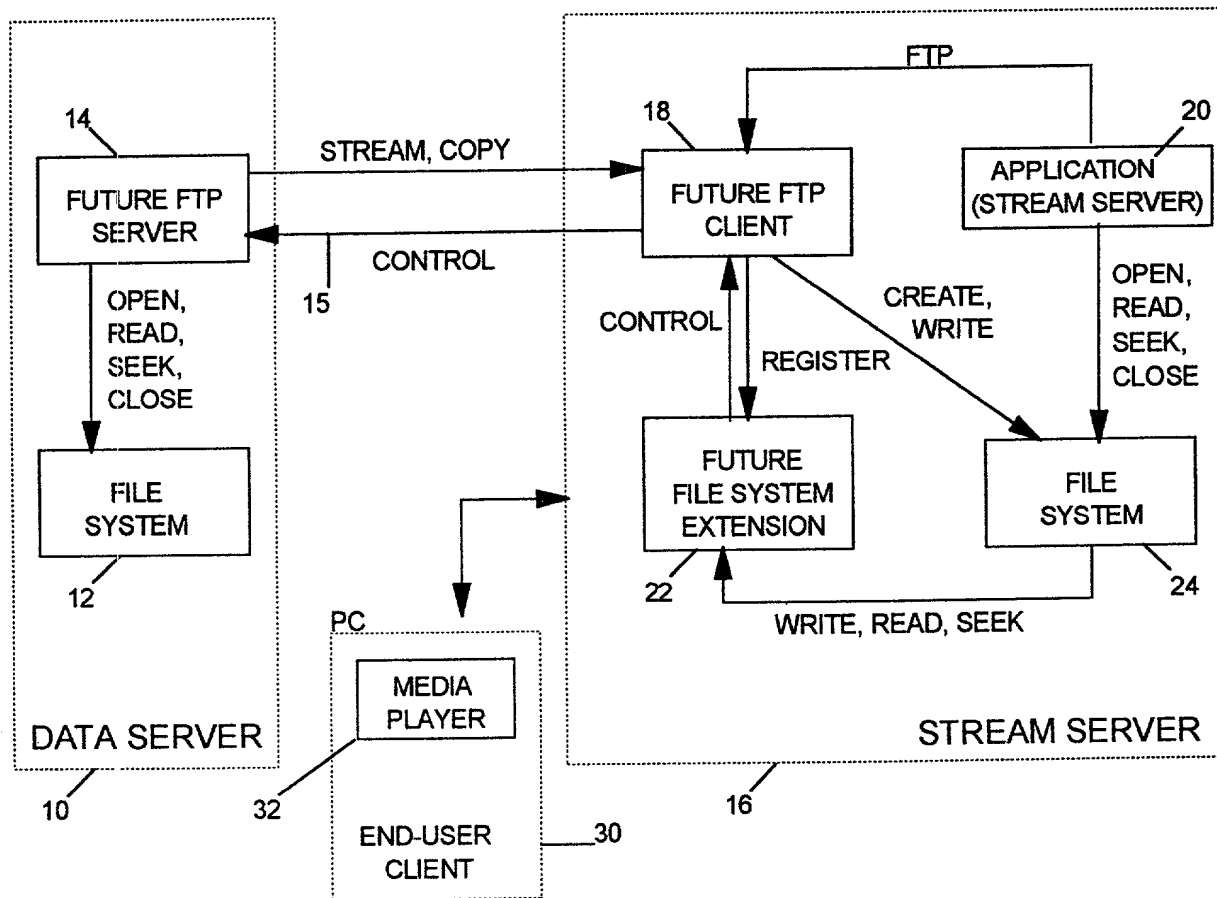 FTP
14
18
20
STREAM, COPY
FUTURE FTP
SERVER
FUTURE FTP
CLIENT
APPLICATION
(STREAM SERVER)
CONTROL
15
OPEN,
READ,
SEEK,
CLOSE
CONTROL
REGISTER
CREATE,
WRITE
OPEN,
READ,
SEEK,
CLOSE
FILE
SYSTEM
12
FUTURE
FILE SYSTEM
EXTENSION
22
FILE
SYSTEM
24
WRITE, READ, SEEK
PC
MEDIA
PLAYER
32
END-USER
CLIENT
30
DATA SERVER
10
STREAM SERVER
16